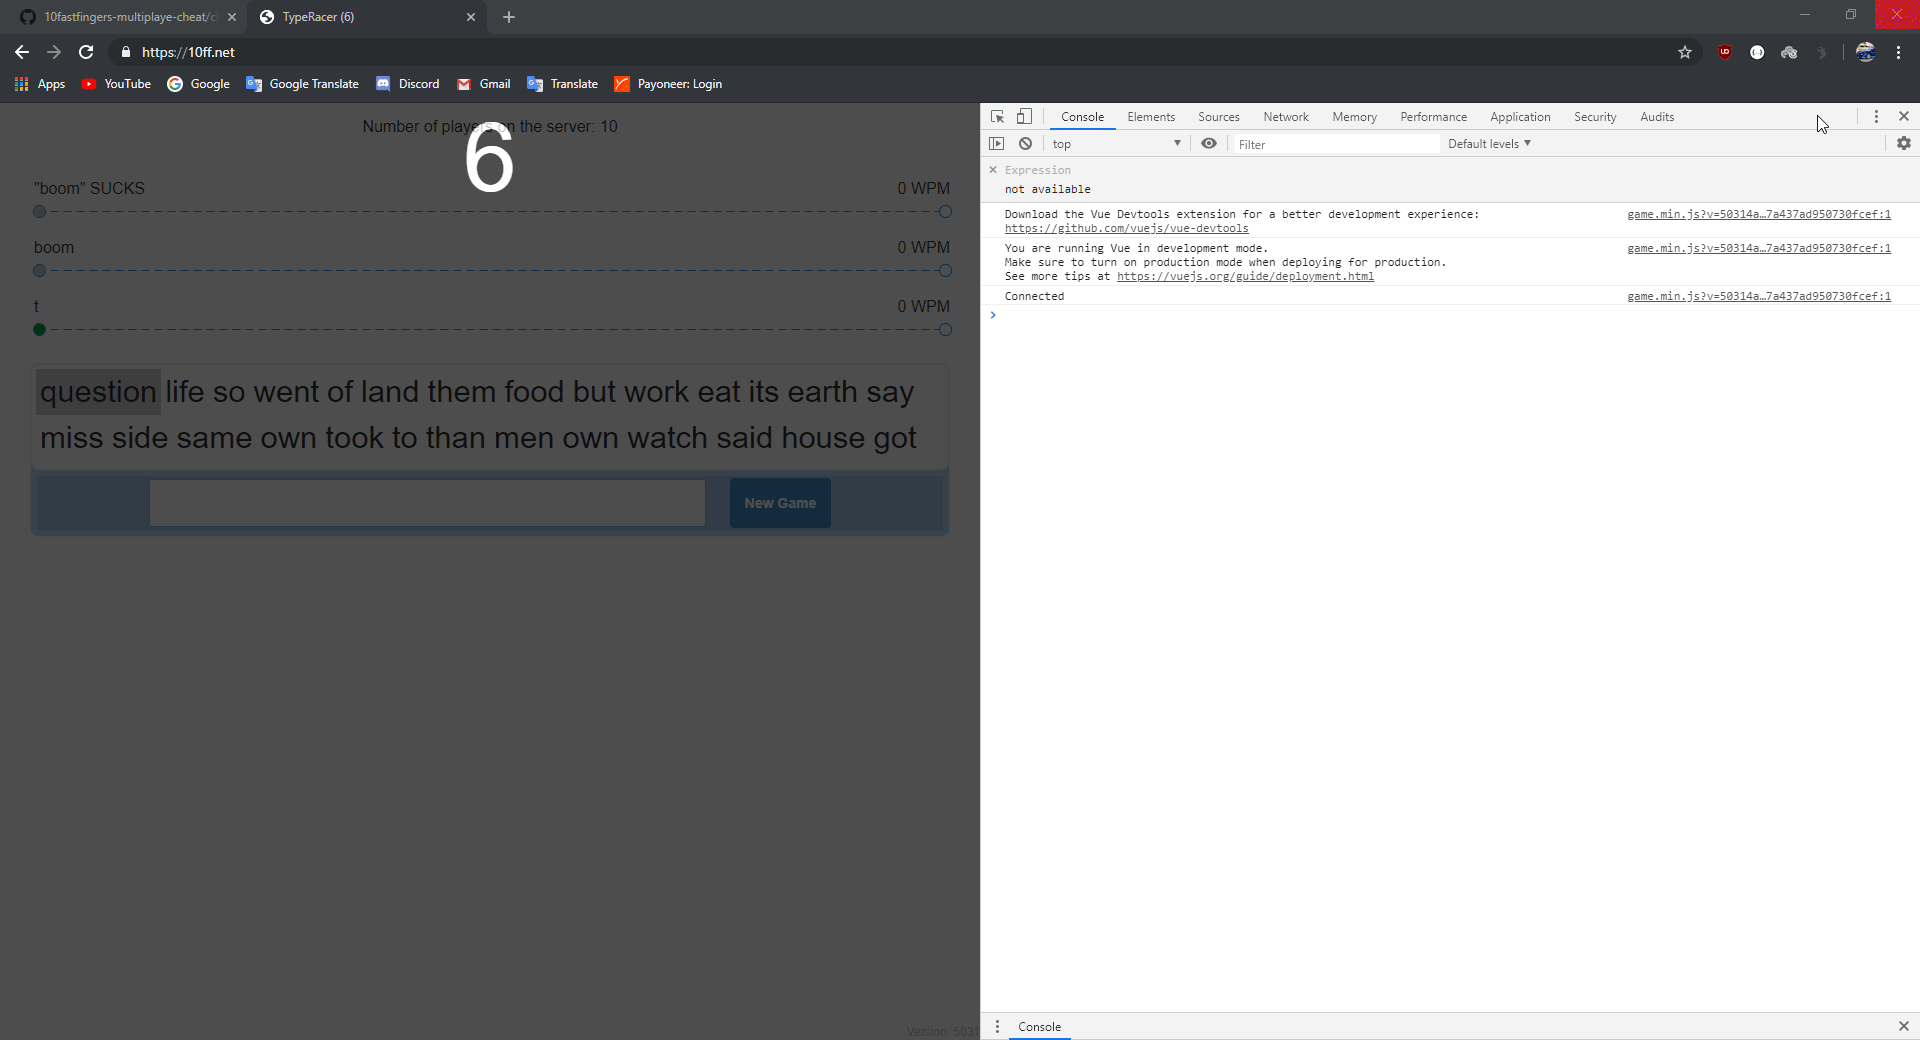 10fastfingers-multiplaye-cheat/c
TypeRacer (6)
https://10ff.net
Apps YouTube Google Google Translate Discord Gmail Translate Payoneer: Login
Number of players on the server: 10
6
"boom" SUCKS 0 WPM
boom 0 WPM
t 0 WPM
question life so went of land them food but work eat its earth say
miss side same own took to than men own watch said house got
New Game
Version: 5031
Console Elements Sources Network Memory Performance Application Security Audits
top Filter Default levels
Expression
not available
Download the Vue Devtools extension for a better development experience: game.min.js?v=50314a…7a437ad950730fcef:1
https://github.com/vuejs/vue-devtools
You are running Vue in development mode. game.min.js?v=50314a…7a437ad950730fcef:1
Make sure to turn on production mode when deploying for production.
See more tips at https://vuejs.org/guide/deployment.html
Connected game.min.js?v=50314a…7a437ad950730fcef:1
Console